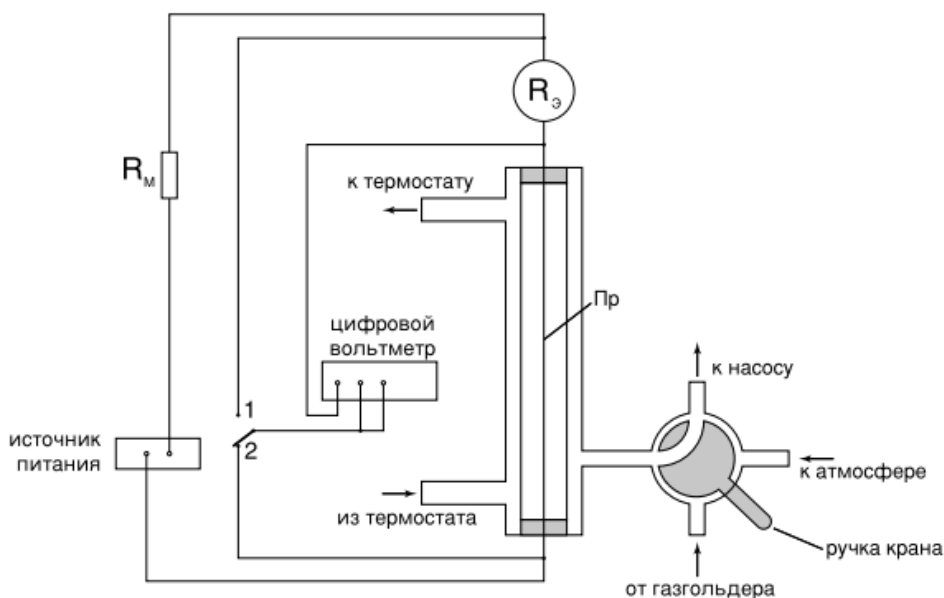 Rэ
Rм
к термостату
Пр
цифровой
вольтметр
к насосу
1
2
источник
питания
к атмосфере
из термостата
ручка крана
от газгольдера